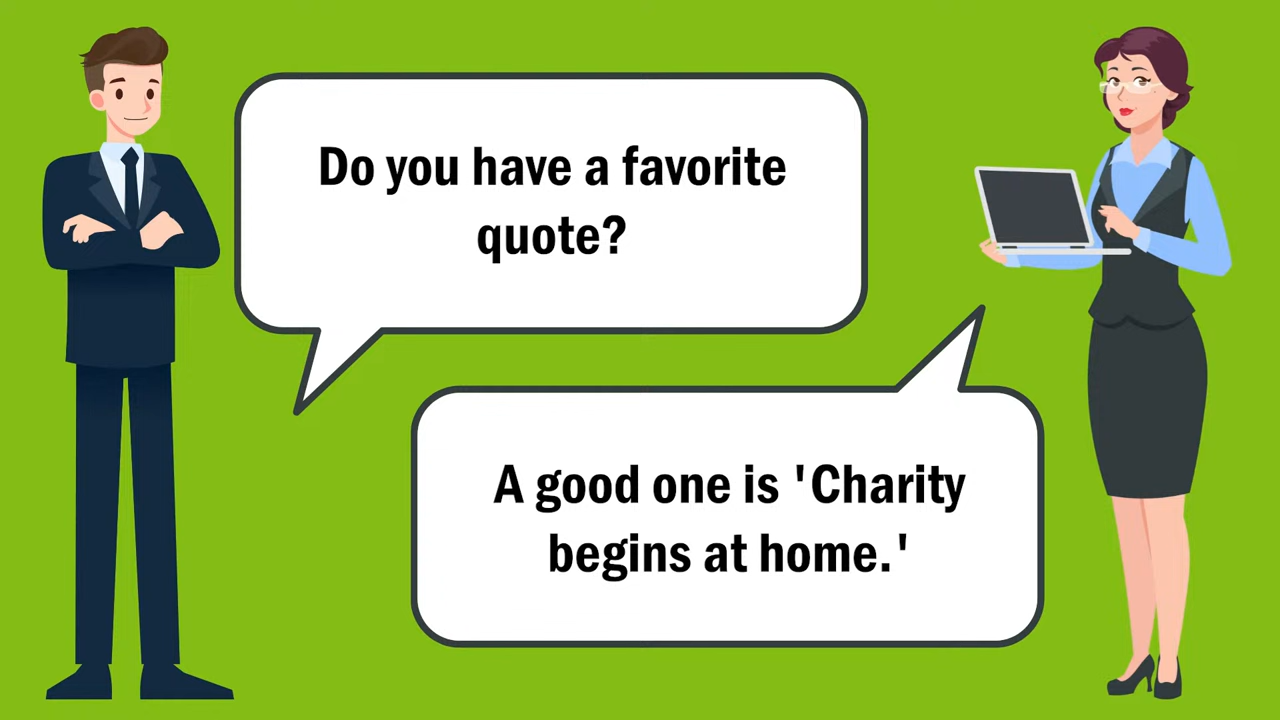 Do you have a favorite
quote?
A good one is 'Charity
begins at home.'